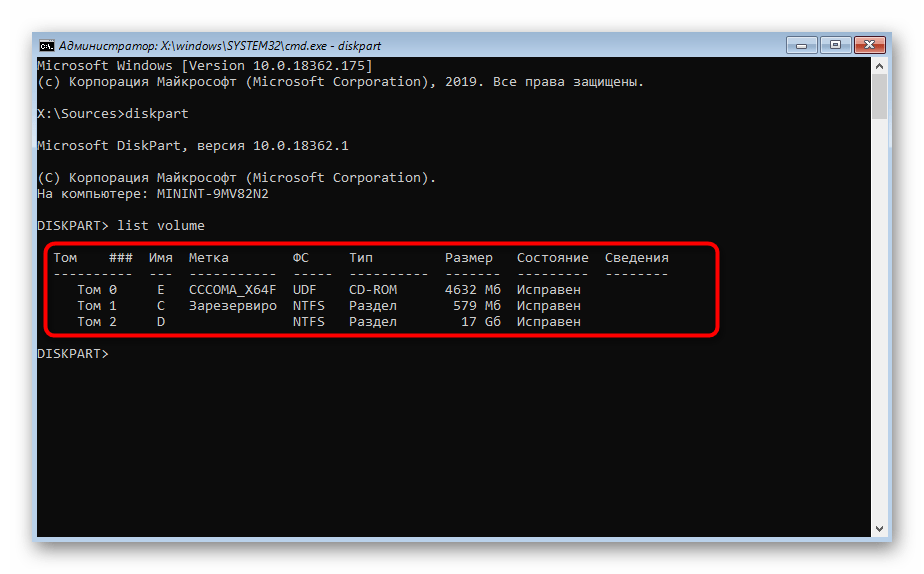 Администратор: X:\windows\SYSTEM32\cmd.exe - diskpart
Microsoft Windows [Version 10.0.18362.175]
(c) Корпорация Майкрософт (Microsoft Corporation), 2019. Все права защищены.
X:\Sources>diskpart
Microsoft DiskPart, версия 10.0.18362.1
(C) Корпорация Майкрософт (Microsoft Corporation).
На компьютере: MININT-9MV82N2
DISKPART> list volume
Том ### Имя Метка ФС Тип Размер Состояние Сведения
---------- --- ----------- ----- ---------- ------- --------- --------
Том 0 E CCCOMA_X64F UDF CD-ROM 4632 Мб Исправен
Том 1 C Зарезервиро NTFS Раздел 579 Мб Исправен
Том 2 D NTFS Раздел 17 Gб Исправен
DISKPART>